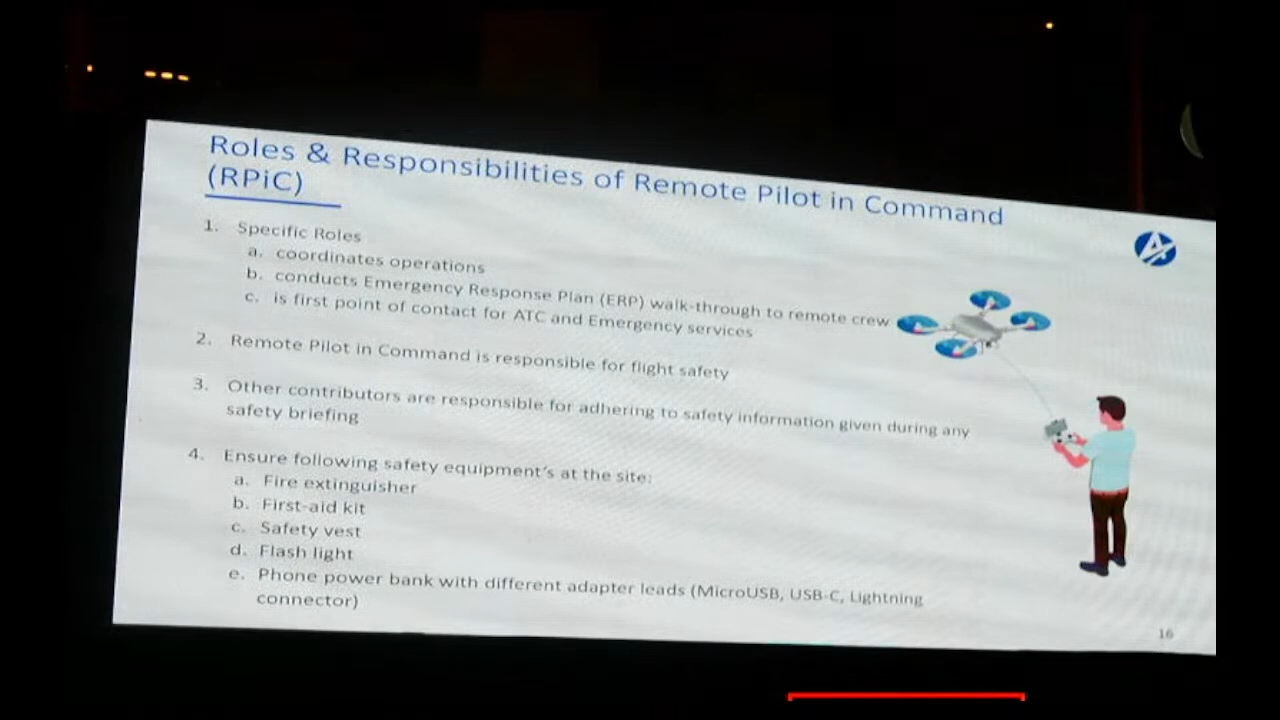 Roles & Responsibilities of Remote Pilot in Command
(RPiC)
1. Specific Roles
a. coordinates operations
b. conducts Emergency Response Plan (ERP) walk-through to remote crew
c. is first point of contact for ATC and Emergency services
2. Remote Pilot in Command is responsible for flight safety
3. Other contributors are responsible for adhering to safety information given during any
safety briefing
4. Ensure following safety equipment's at the site:
a. Fire extinguisher
b. First-aid kit
c. Safety vest
d. Flash light
e. Phone power bank with different adapter leads (MicroUSB, USB-C, Lightning
connector)
16